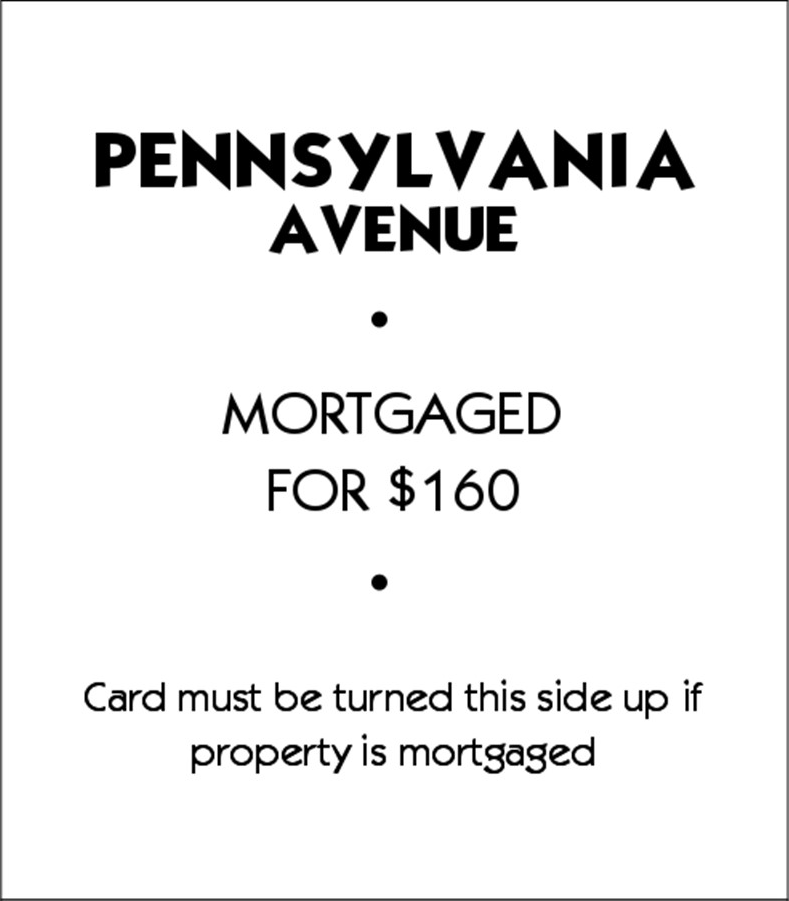 PENNSYLVANIA
AVENUE
•
MORTGAGED
FOR $160
•
Card must be turned this side up if
property is mortgaged